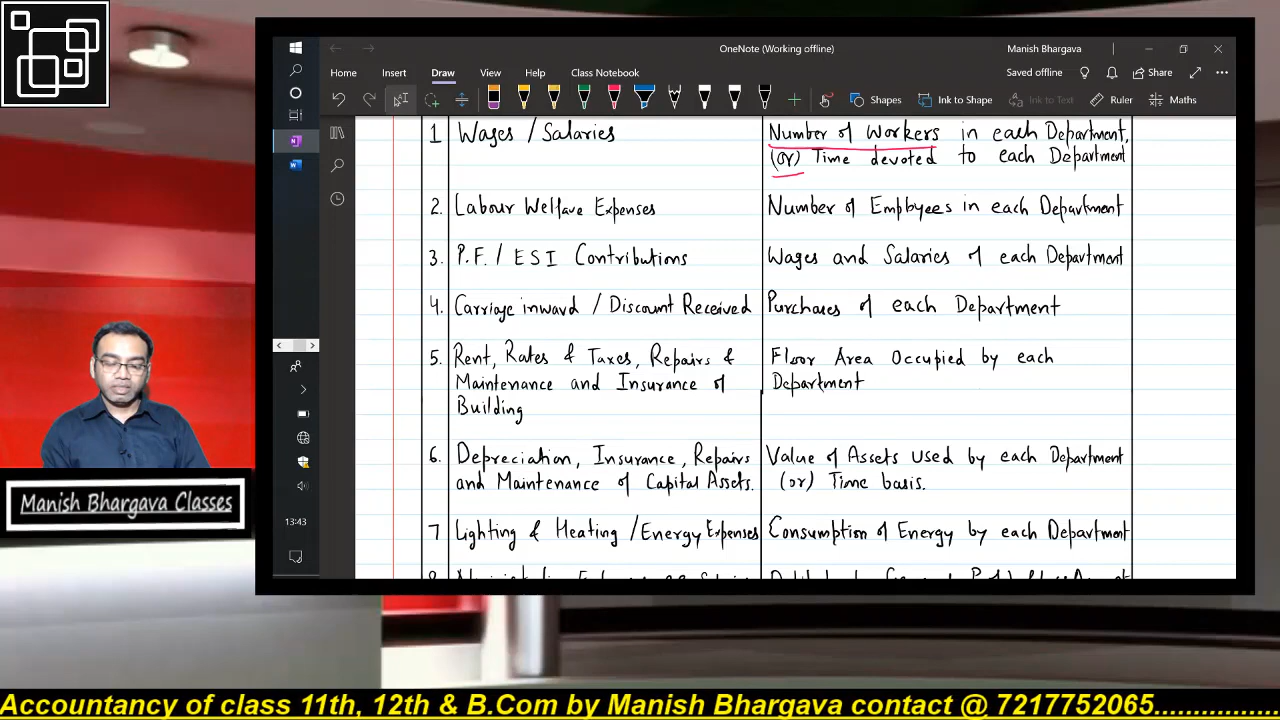 OneNote (Working offline)
Manish Bhargava
Home Insert Draw View Help Class Notebook
Saved offline
Share
Shapes
Ink to Shape
Ink to Text
Ruler
Maths
1 Wages / Salaries Number of Workers in each Department,
(or) Time devoted to each Department
2. Labour Welfare Expenses Number of Empbyees in each Department
3. P.F. / ESI Contributions Wages and Salaries of each Department
4. Carriage inward / Discount Received Purchases of each Department
5. Rent, Rates & Taxes, Repairs & Floor Area Occupied by each
Maintenance and Insurance of Department
Building
6. Depreciation, Insurance, Repairs Value of Assets used by each Department
and Maintenance of Capital Assets. (or) Time basis.
7 Lighting & Heating / Energy Expenses Consumption of Energy by each Department
13:43
Manish Bhargava Classes
Accountancy of class 11th, 12th & B.Com by Manish Bhargava contact @ 7217752065...............